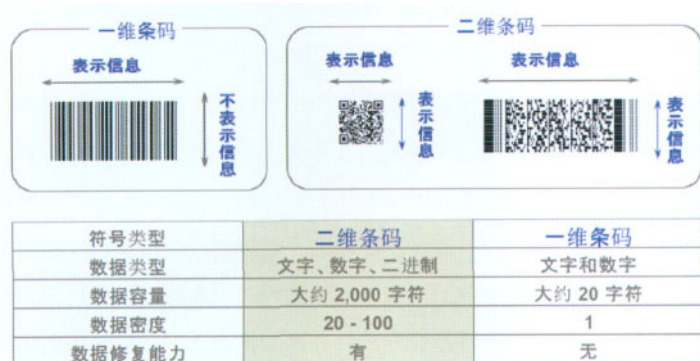 一维条码
表示信息
不表示信息
二维条码
表示信息
表示信息
表示信息
表示信息
符号类型 二维条码 一维条码
数据类型 文字、数字、二进制 文字和数字
数据容量 大约 2,000 字符 大约 20 字符
数据密度 20 - 100 1
数据修复能力 有 无